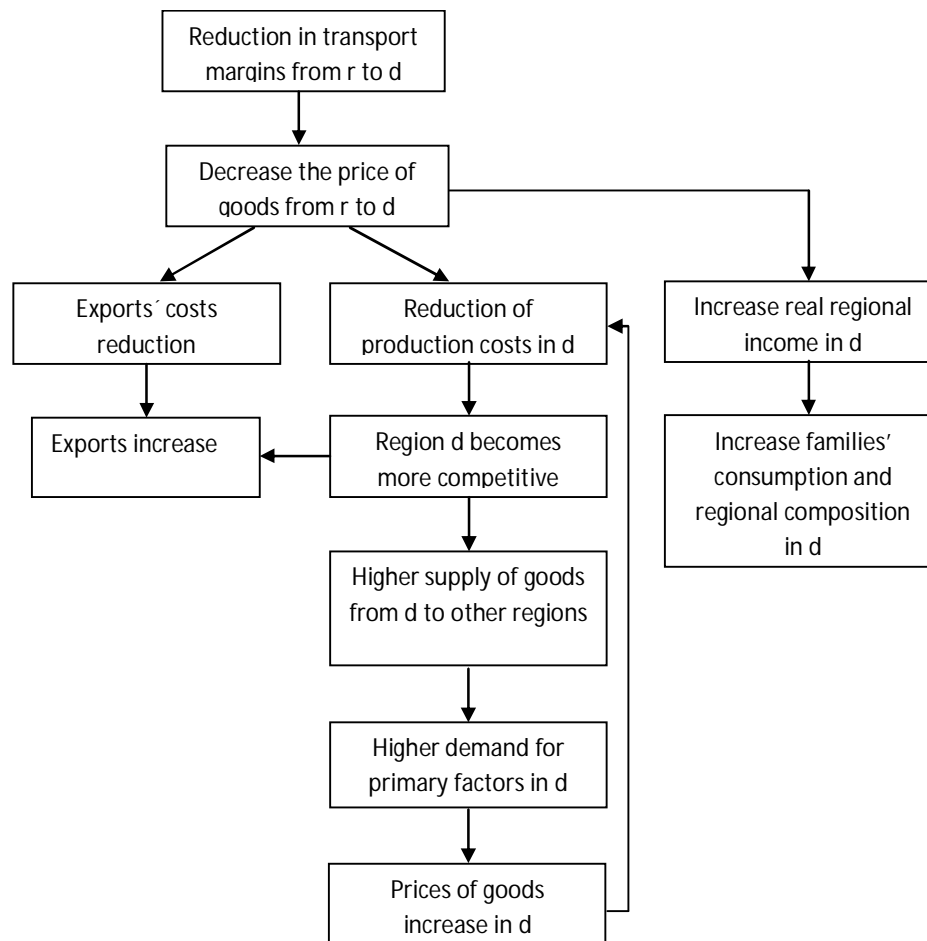 Reduction in transport
margins from r to d
Decrease the price of
goods from r to d
Exports´ costs
reduction
Reduction of
production costs in d
Increase real regional
income in d
Exports increase
Region d becomes
more competitive
Increase families’
consumption and
regional composition
in d
Higher supply of goods
from d to other regions
Higher demand for
primary factors in d
Prices of goods
increase in d